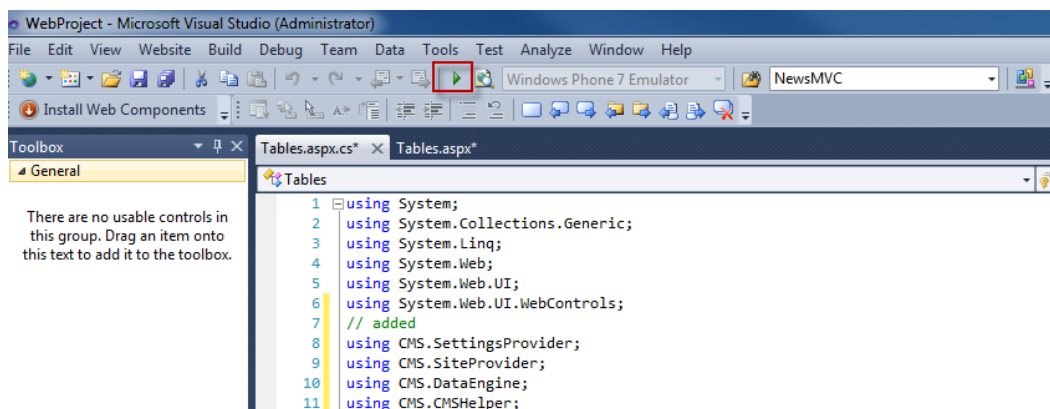 WebProject - Microsoft Visual Studio (Administrator)
File Edit View Website Build Debug Team Data Tools Test Analyze Window Help
Windows Phone 7 Emulator NewsMVC
Install Web Components
Toolbox
Tables.aspx.cs* Tables.aspx*
General
Tables
There are no usable controls in
this group. Drag an item onto
this text to add it to the toolbox.
1 using System;
2 using System.Collections.Generic;
3 using System.Linq;
4 using System.Web;
5 using System.Web.UI;
6 using System.Web.UI.WebControls;
7 // added
8 using CMS.SettingsProvider;
9 using CMS.SiteProvider;
10 using CMS.DataEngine;
11 using CMS.CMSHelper;